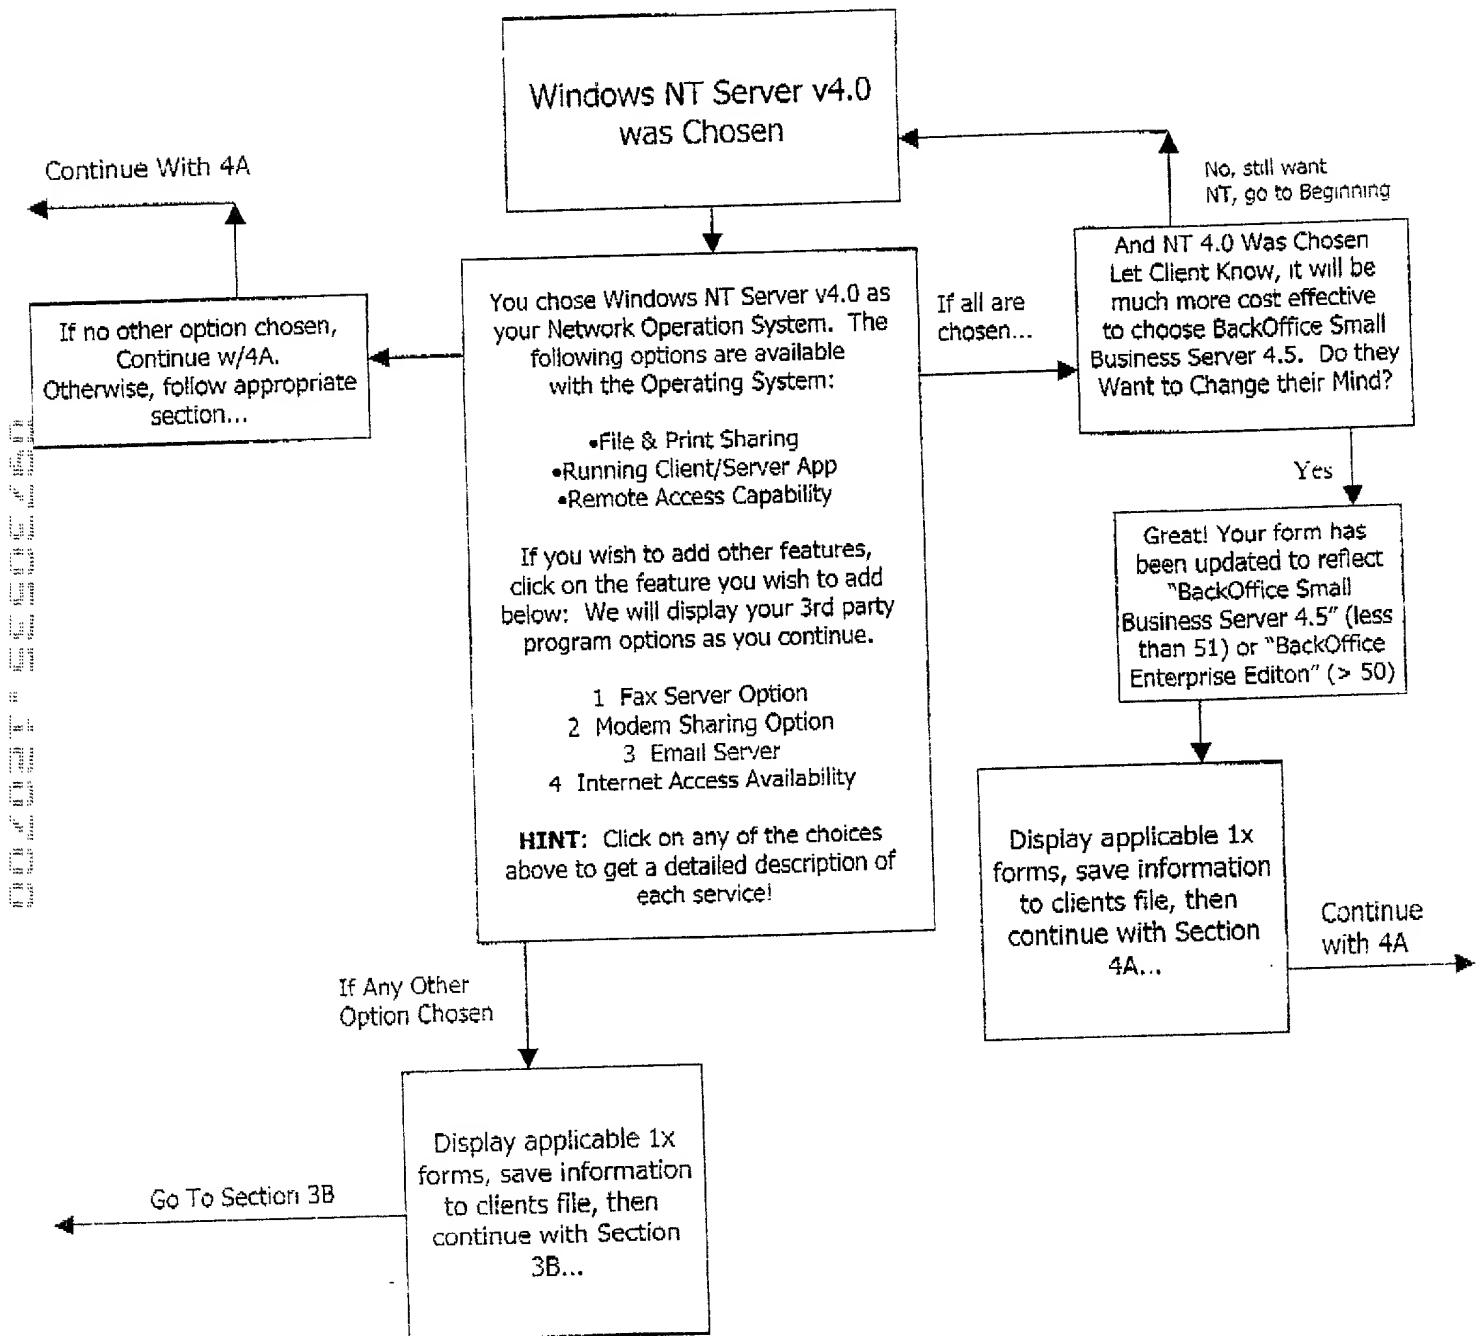 Windows NT Server v4.0
was Chosen
Continue With 4A
No, still want
NT, go to Beginning
If no other option chosen,
Continue w/4A.
Otherwise, follow appropriate
section...
You chose Windows NT Server v4.0 as
your Network Operation System. The
following options are available
with the Operating System:
•File & Print Sharing
•Running Client/Server App
•Remote Access Capability
If you wish to add other features,
click on the feature you wish to add
below: We will display your 3rd party
program options as you continue.
1 Fax Server Option
2 Modem Sharing Option
3 Email Server
4 Internet Access Availability
HINT: Click on any of the choices
above to get a detailed description of
each service!
If all are
chosen...
And NT 4.0 Was Chosen
Let Client Know, it will be
much more cost effective
to choose BackOffice Small
Business Server 4.5. Do they
Want to Change their Mind?
Yes
Great! Your form has
been updated to reflect
"BackOffice Small
Business Server 4.5" (less
than 51) or "BackOffice
Enterprise Editon" (> 50)
Display applicable 1x
forms, save information
to clients file, then
continue with Section
4A...
Continue
with 4A
If Any Other
Option Chosen
Display applicable 1x
forms, save information
to clients file, then
continue with Section
3B...
Go To Section 3B